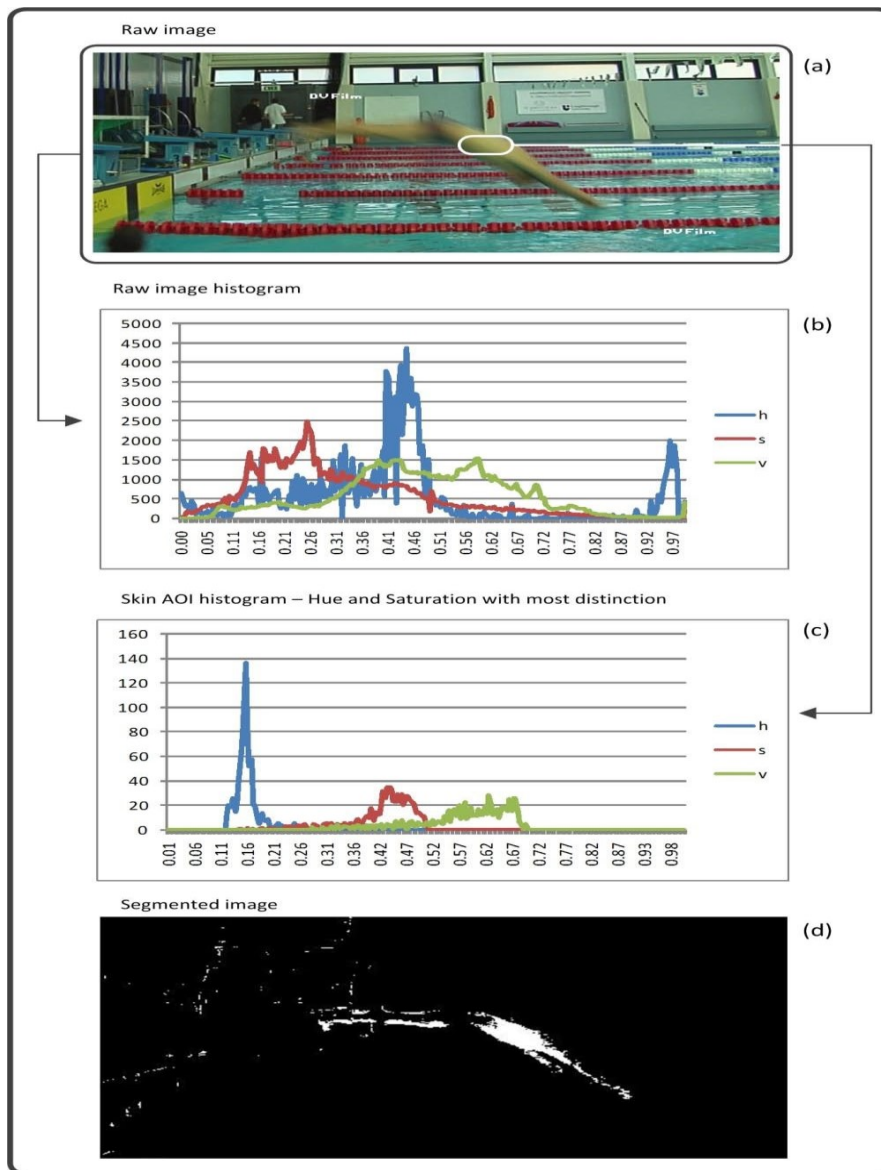 Raw image
(a)
EXIT
DV Film
EGA
DV Film
Raw image histogram
(b)
5000
4500
4000
3500
3000
2500
2000
1500
1000
500
0
h
s
v
0.00 0.05 0.11 0.16 0.21 0.26 0.31 0.36 0.41 0.46 0.51 0.56 0.62 0.67 0.72 0.77 0.82 0.87 0.92 0.97
Skin AOI histogram – Hue and Saturation with most distinction
(c)
160
140
120
100
80
60
40
20
0
h
s
v
0.01 0.06 0.11 0.16 0.21 0.26 0.31 0.36 0.42 0.47 0.52 0.57 0.62 0.67 0.72 0.77 0.82 0.88 0.93 0.98
Segmented image
(d)